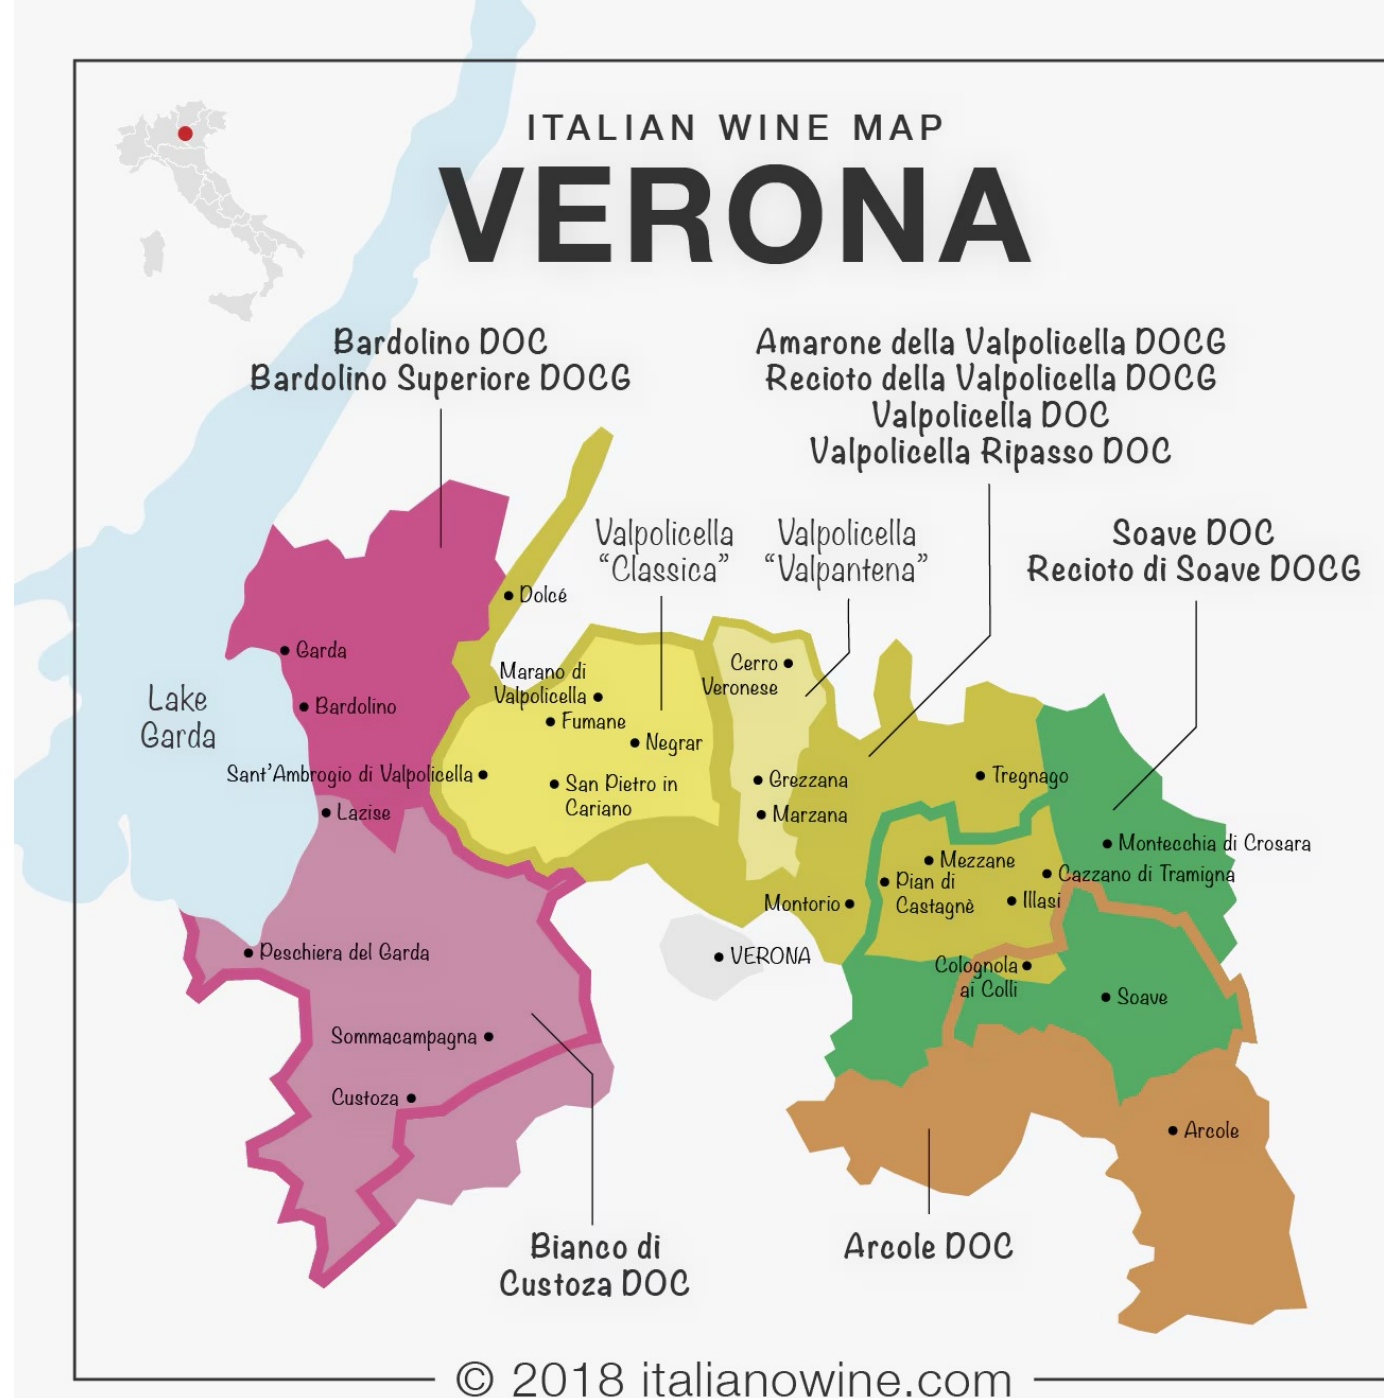 ITALIAN WINE MAP
VERONA
Bardolino DOC
Bardolino Superiore DOCG
Amarone della Valpolicella DOCG
Recioto della Valpolicella DOCG
Valpolicella DOC
Valpolicella Ripasso DOC
Valpolicella
“Classica”
Valpolicella
“Valpantena”
Soave DOC
Recioto di Soave DOCG
Dolcé
Garda
Marano di
Valpolicella
Cerro
Veronese
Lake
Garda
Bardolino
Fumane
Negrar
Sant'Ambrogio di Valpolicella
San Pietro in
Cariano
Grezzana
Tregnago
Lazise
Marzana
Montecchia di Crosara
Mezzane
Cazzano di Tramigna
Pian di
Castagnè
Illasi
Montorio
Peschiera del Garda
VERONA
Colognola
ai Colli
Soave
Sommacampagna
Custoza
Arcole
Bianco di
Custoza DOC
Arcole DOC
© 2018 italianowine.com